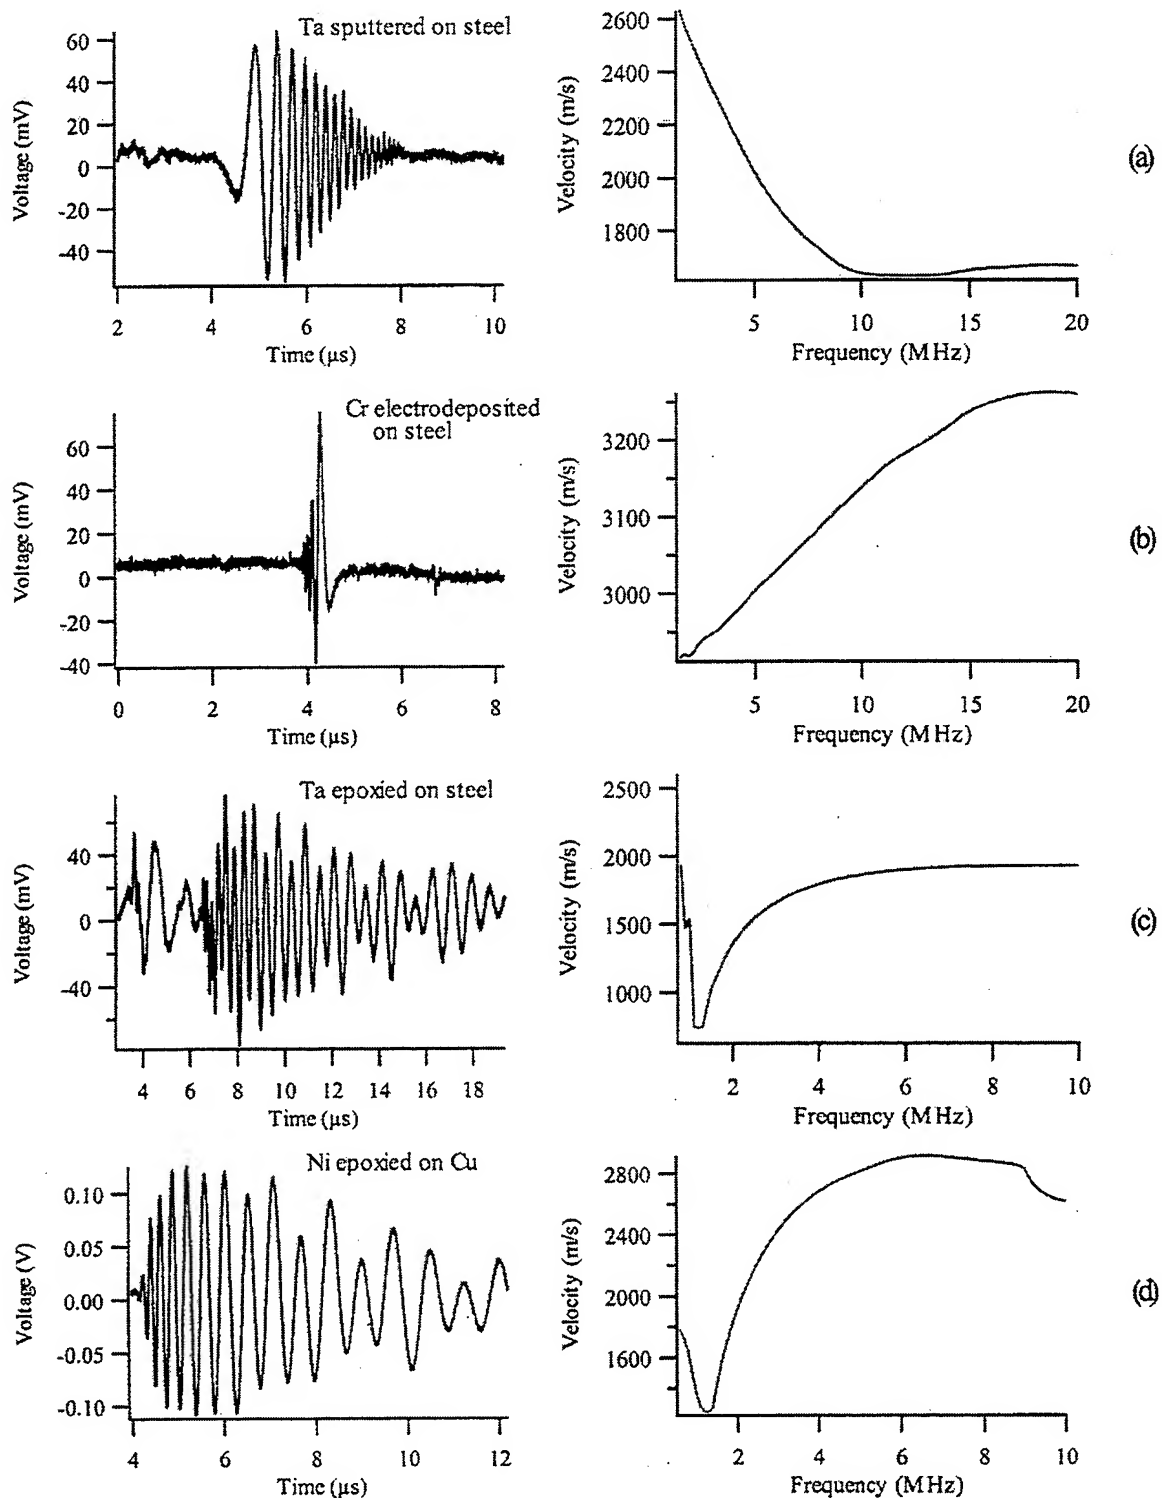 Ta sputtered on steel
60
40
20
0
-20
-40
Voltage (mV)
2 4 6 8 10
Time (µs)
2600
2400
2200
2000
1800
Velocity (m/s)
5 10 15 20
Frequency (MHz)
(a)
Cr electrodeposited
on steel
60
40
20
0
-20
-40
Voltage (mV)
0 2 4 6 8
Time (µs)
3200
3100
3000
Velocity (m/s)
5 10 15 20
Frequency (MHz)
(b)
Ta epoxied on steel
40
0
-40
Voltage (mV)
4 6 8 10 12 14 16 18
Time (µs)
2500
2000
1500
1000
Velocity (m/s)
2 4 6 8 10
Frequency (MHz)
(c)
Ni epoxied on Cu
0.10
0.05
0.00
-0.05
-0.10
Voltage (V)
4 6 8 10 12
Time (µs)
2800
2400
2000
1600
Velocity (m/s)
2 4 6 8 10
Frequency (MHz)
(d)